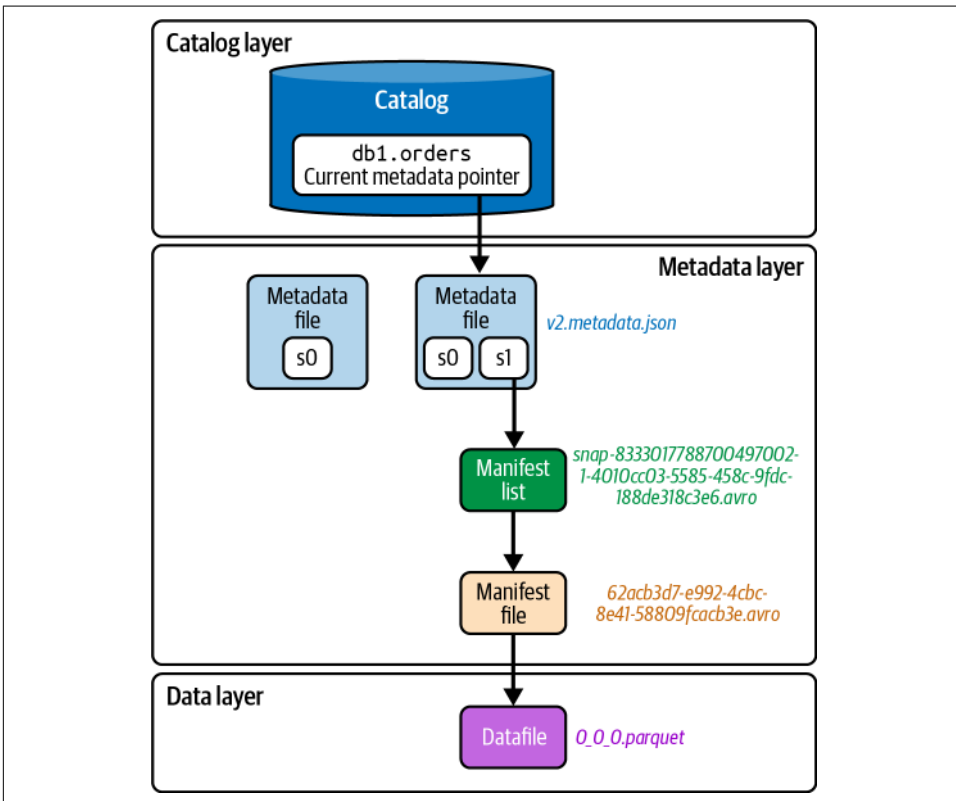 Catalog layer
Catalog
db1.orders
Current metadata pointer
Metadata layer
Metadata
file
s0
Metadata
file
s0
s1
v2.metadata.json
Manifest
list
snap-8333017788700497002-
1-4010cc03-5585-458c-9fdc-
188de318c3e6.avro
Manifest
file
62acb3d7-e992-4cbc-
8e41-58809fcacb3e.avro
Data layer
Datafile
0_0_0.parquet